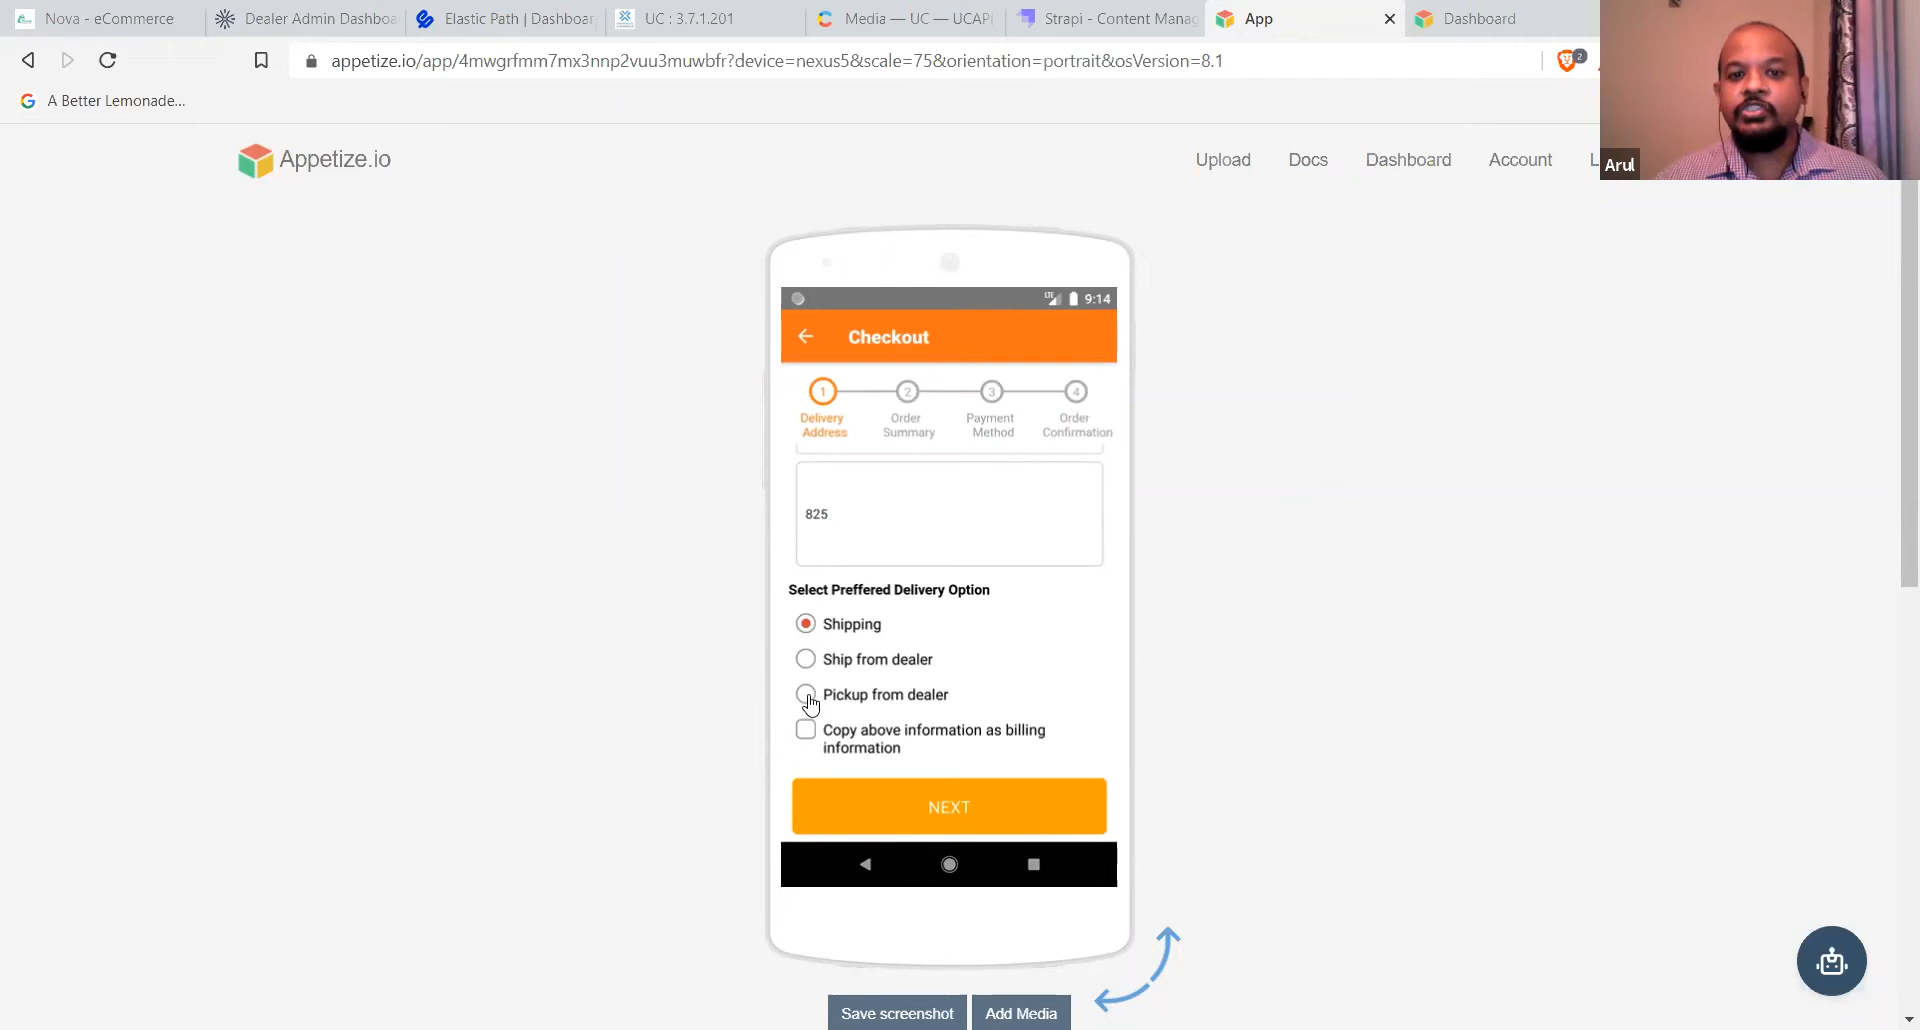 Nova - eCommerce
Dealer Admin Dashboa
Elastic Path | Dashboar
UC : 3.7.1.201
Media — UC — UCAPI
Strapi - Content Manag
App
Dashboard
appetize.io/app/4mwgrfmm7mx3nnp2vuu3muwbfr?device=nexus5&scale=75&orientation=portrait&osVersion=8.1
2
A Better Lemonade...
Appetize.io
Upload
Docs
Dashboard
Account
L
Arul
LTE
9:14
Checkout
1
2
3
4
Delivery
Address
Order
Summary
Payment
Method
Order
Confirmation
825
Select Preffered Delivery Option
Shipping
Ship from dealer
Pickup from dealer
Copy above information as billing
information
NEXT
Save screenshot
Add Media